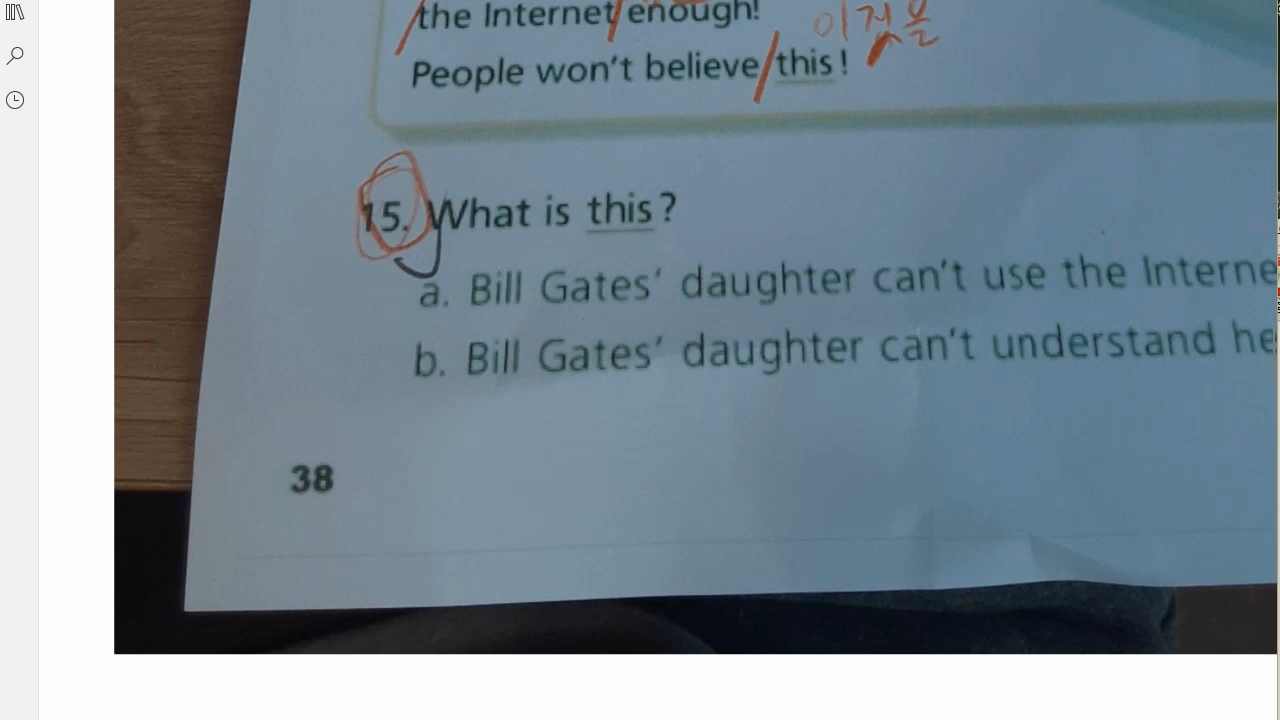 the Internet enough!
이것을
People won't believe this!
15. What is this?
a. Bill Gates' daughter can't use the Interne
b. Bill Gates' daughter can't understand he
38